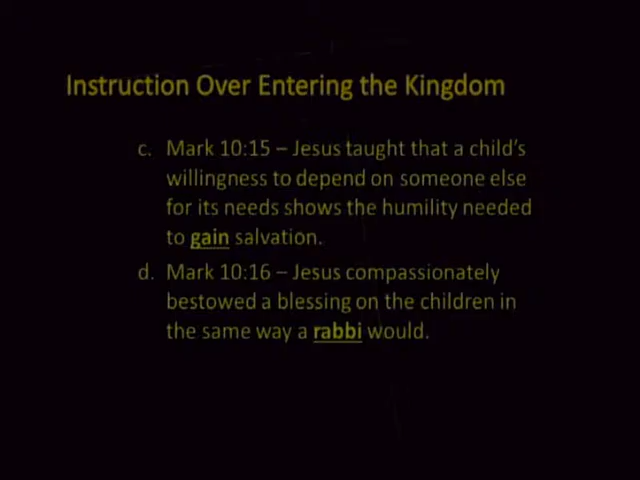 Instruction Over Entering the Kingdom
c. Mark 10:15 – Jesus taught that a child's
willingness to depend on someone else
for its needs shows the humility needed
to gain salvation.
d. Mark 10:16 – Jesus compassionately
bestowed a blessing on the children in
the same way a rabbi would.